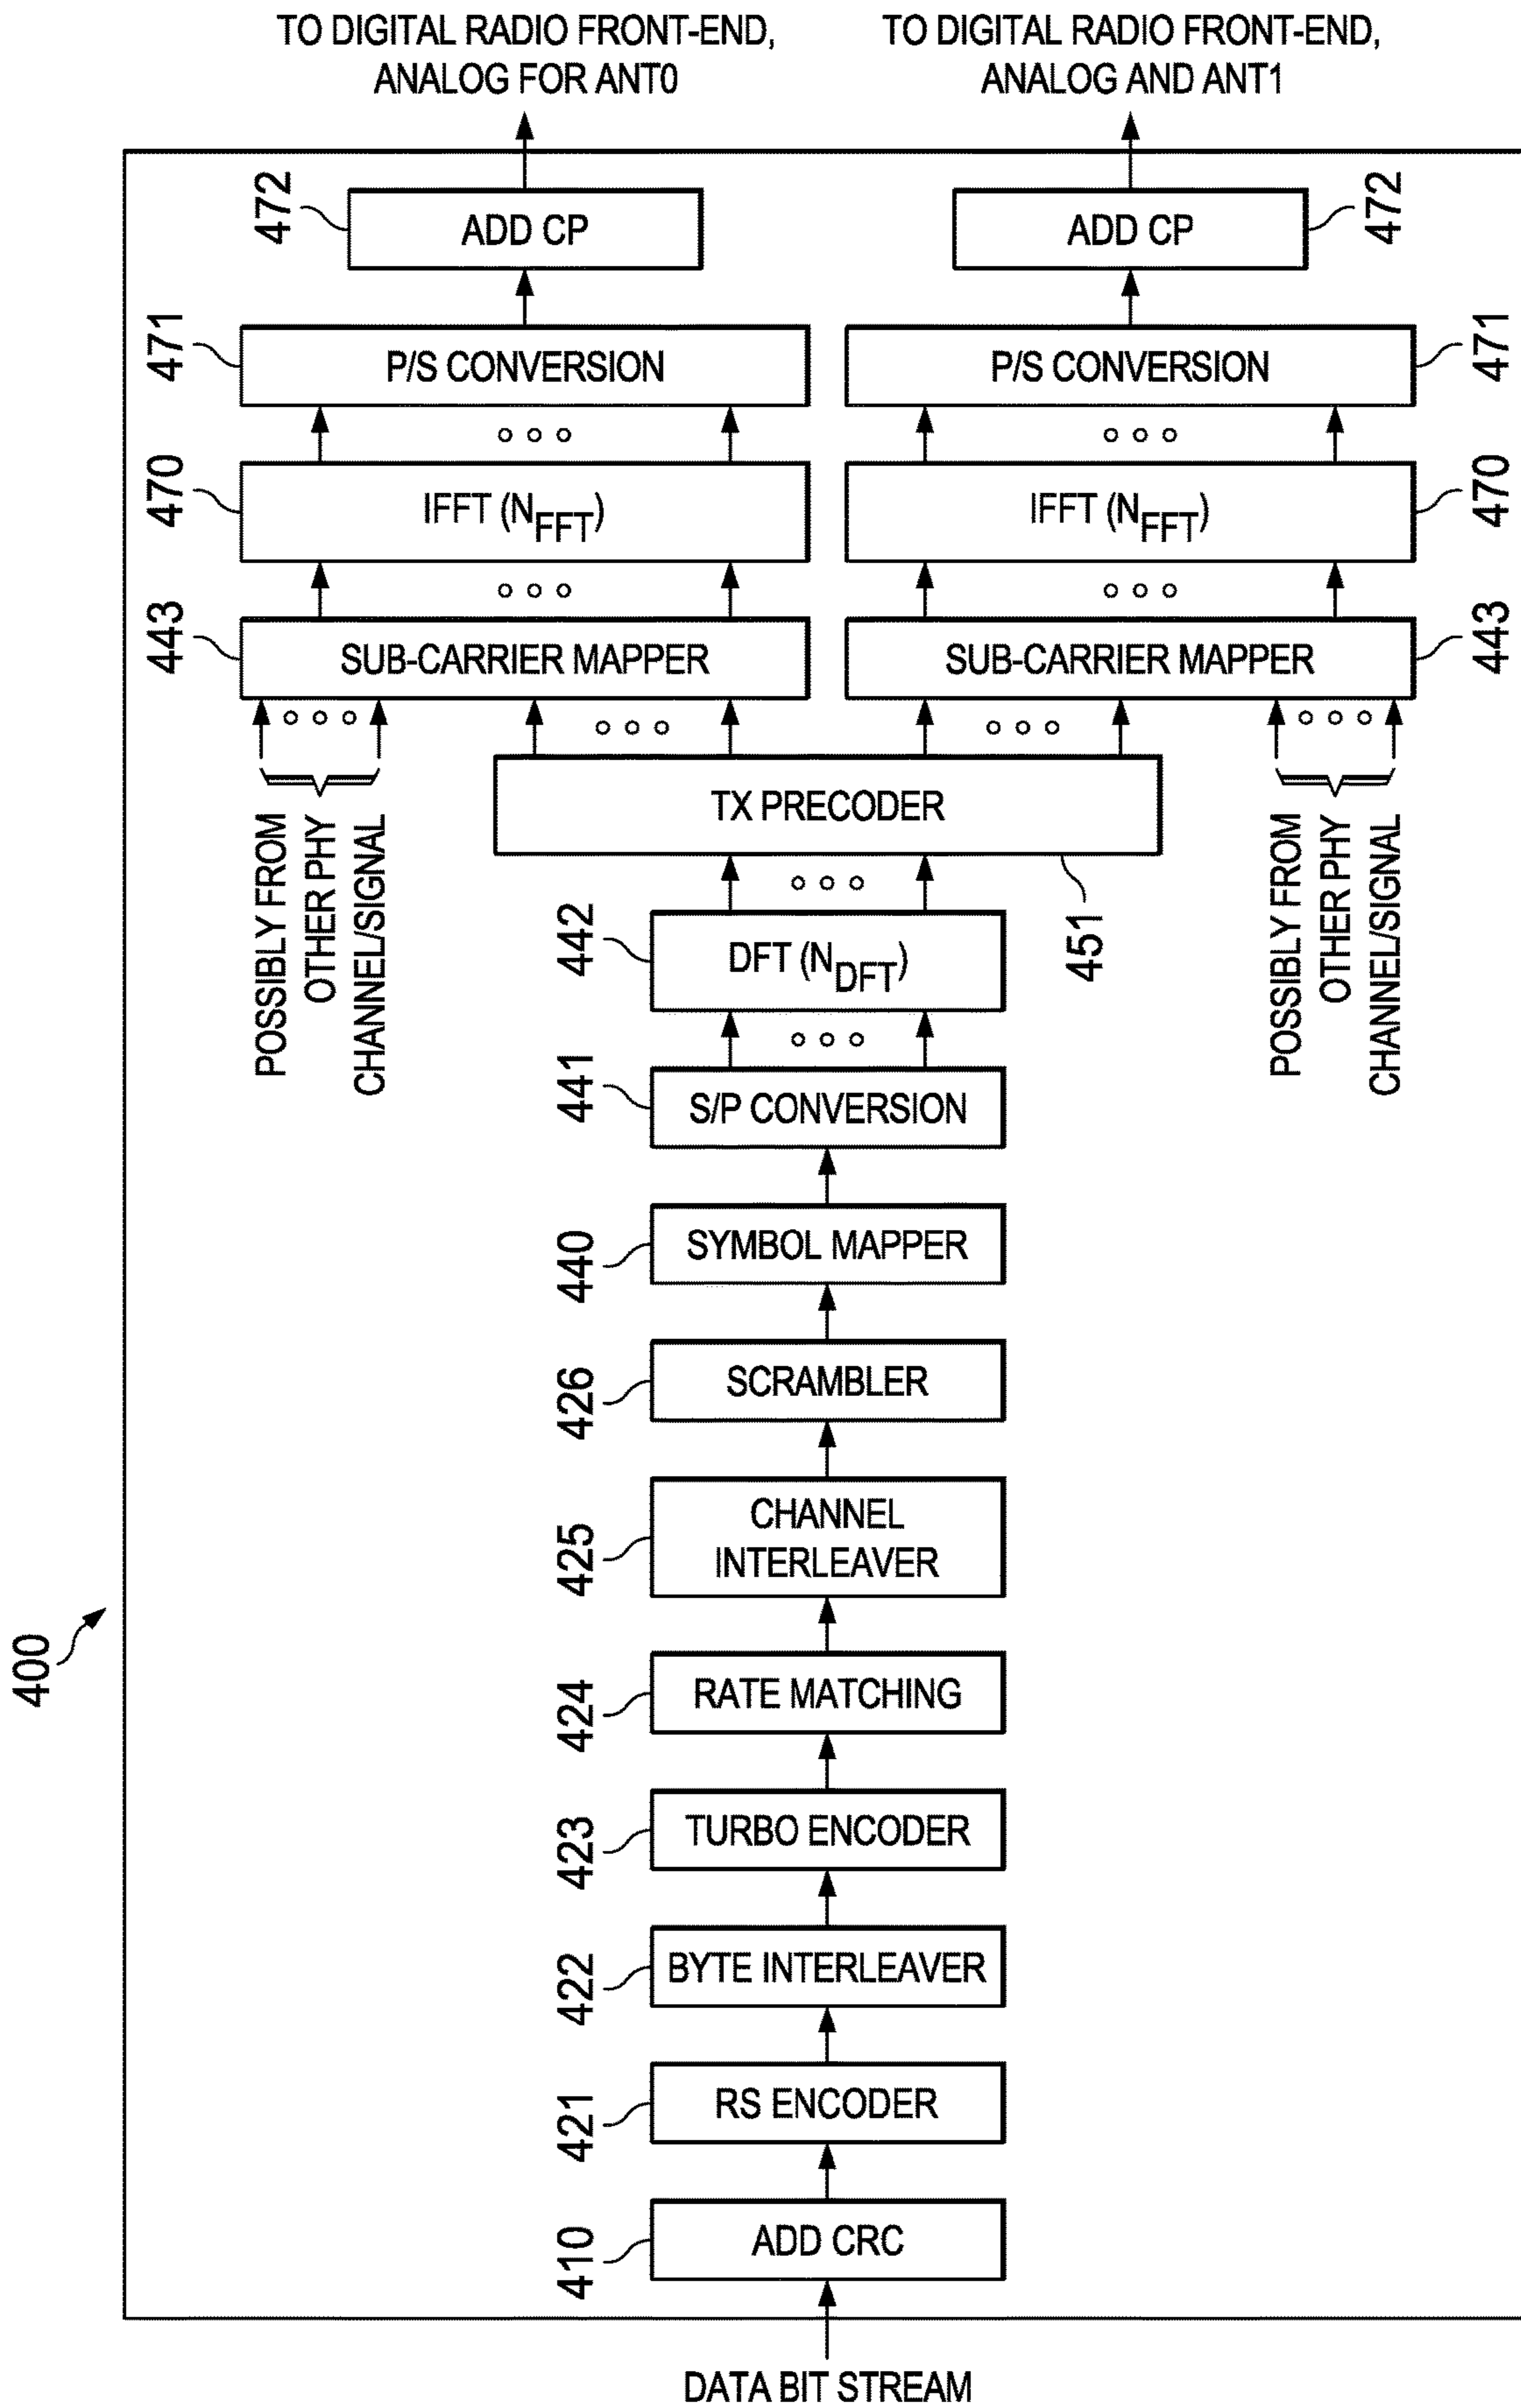 TO DIGITAL RADIO FRONT-END,
ANALOG FOR ANT0
TO DIGITAL RADIO FRONT-END,
ANALOG AND ANT1
472
ADD CP
ADD CP
472
471
P/S CONVERSION
P/S CONVERSION
471
470
IFFT (NFFT)
IFFT (NFFT)
470
443
SUB-CARRIER MAPPER
SUB-CARRIER MAPPER
443
POSSIBLY FROM
OTHER PHY
CHANNEL/SIGNAL
TX PRECODER
451
POSSIBLY FROM
OTHER PHY
CHANNEL/SIGNAL
442
DFT (NDFT)
441
S/P CONVERSION
440
SYMBOL MAPPER
426
SCRAMBLER
425
CHANNEL
INTERLEAVER
400
424
RATE MATCHING
423
TURBO ENCODER
422
BYTE INTERLEAVER
421
RS ENCODER
410
ADD CRC
DATA BIT STREAM